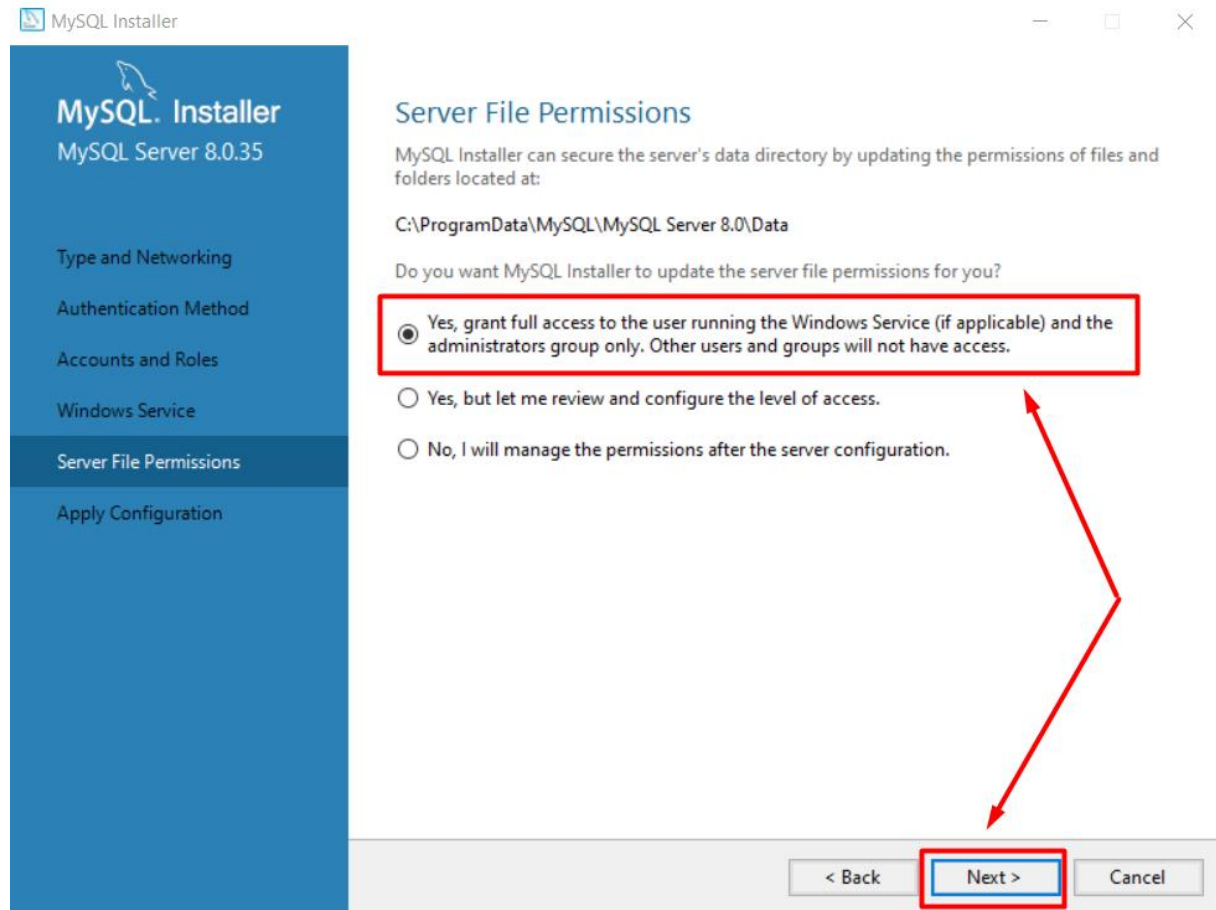 MySQL Installer
MySQL. Installer
MySQL Server 8.0.35
Type and Networking
Authentication Method
Accounts and Roles
Windows Service
Server File Permissions
Apply Configuration
Server File Permissions
MySQL Installer can secure the server's data directory by updating the permissions of files and
folders located at:
C:\ProgramData\MySQL\MySQL Server 8.0\Data
Do you want MySQL Installer to update the server file permissions for you?
Yes, grant full access to the user running the Windows Service (if applicable) and the
administrators group only. Other users and groups will not have access.
Yes, but let me review and configure the level of access.
No, I will manage the permissions after the server configuration.
< Back
Next >
Cancel